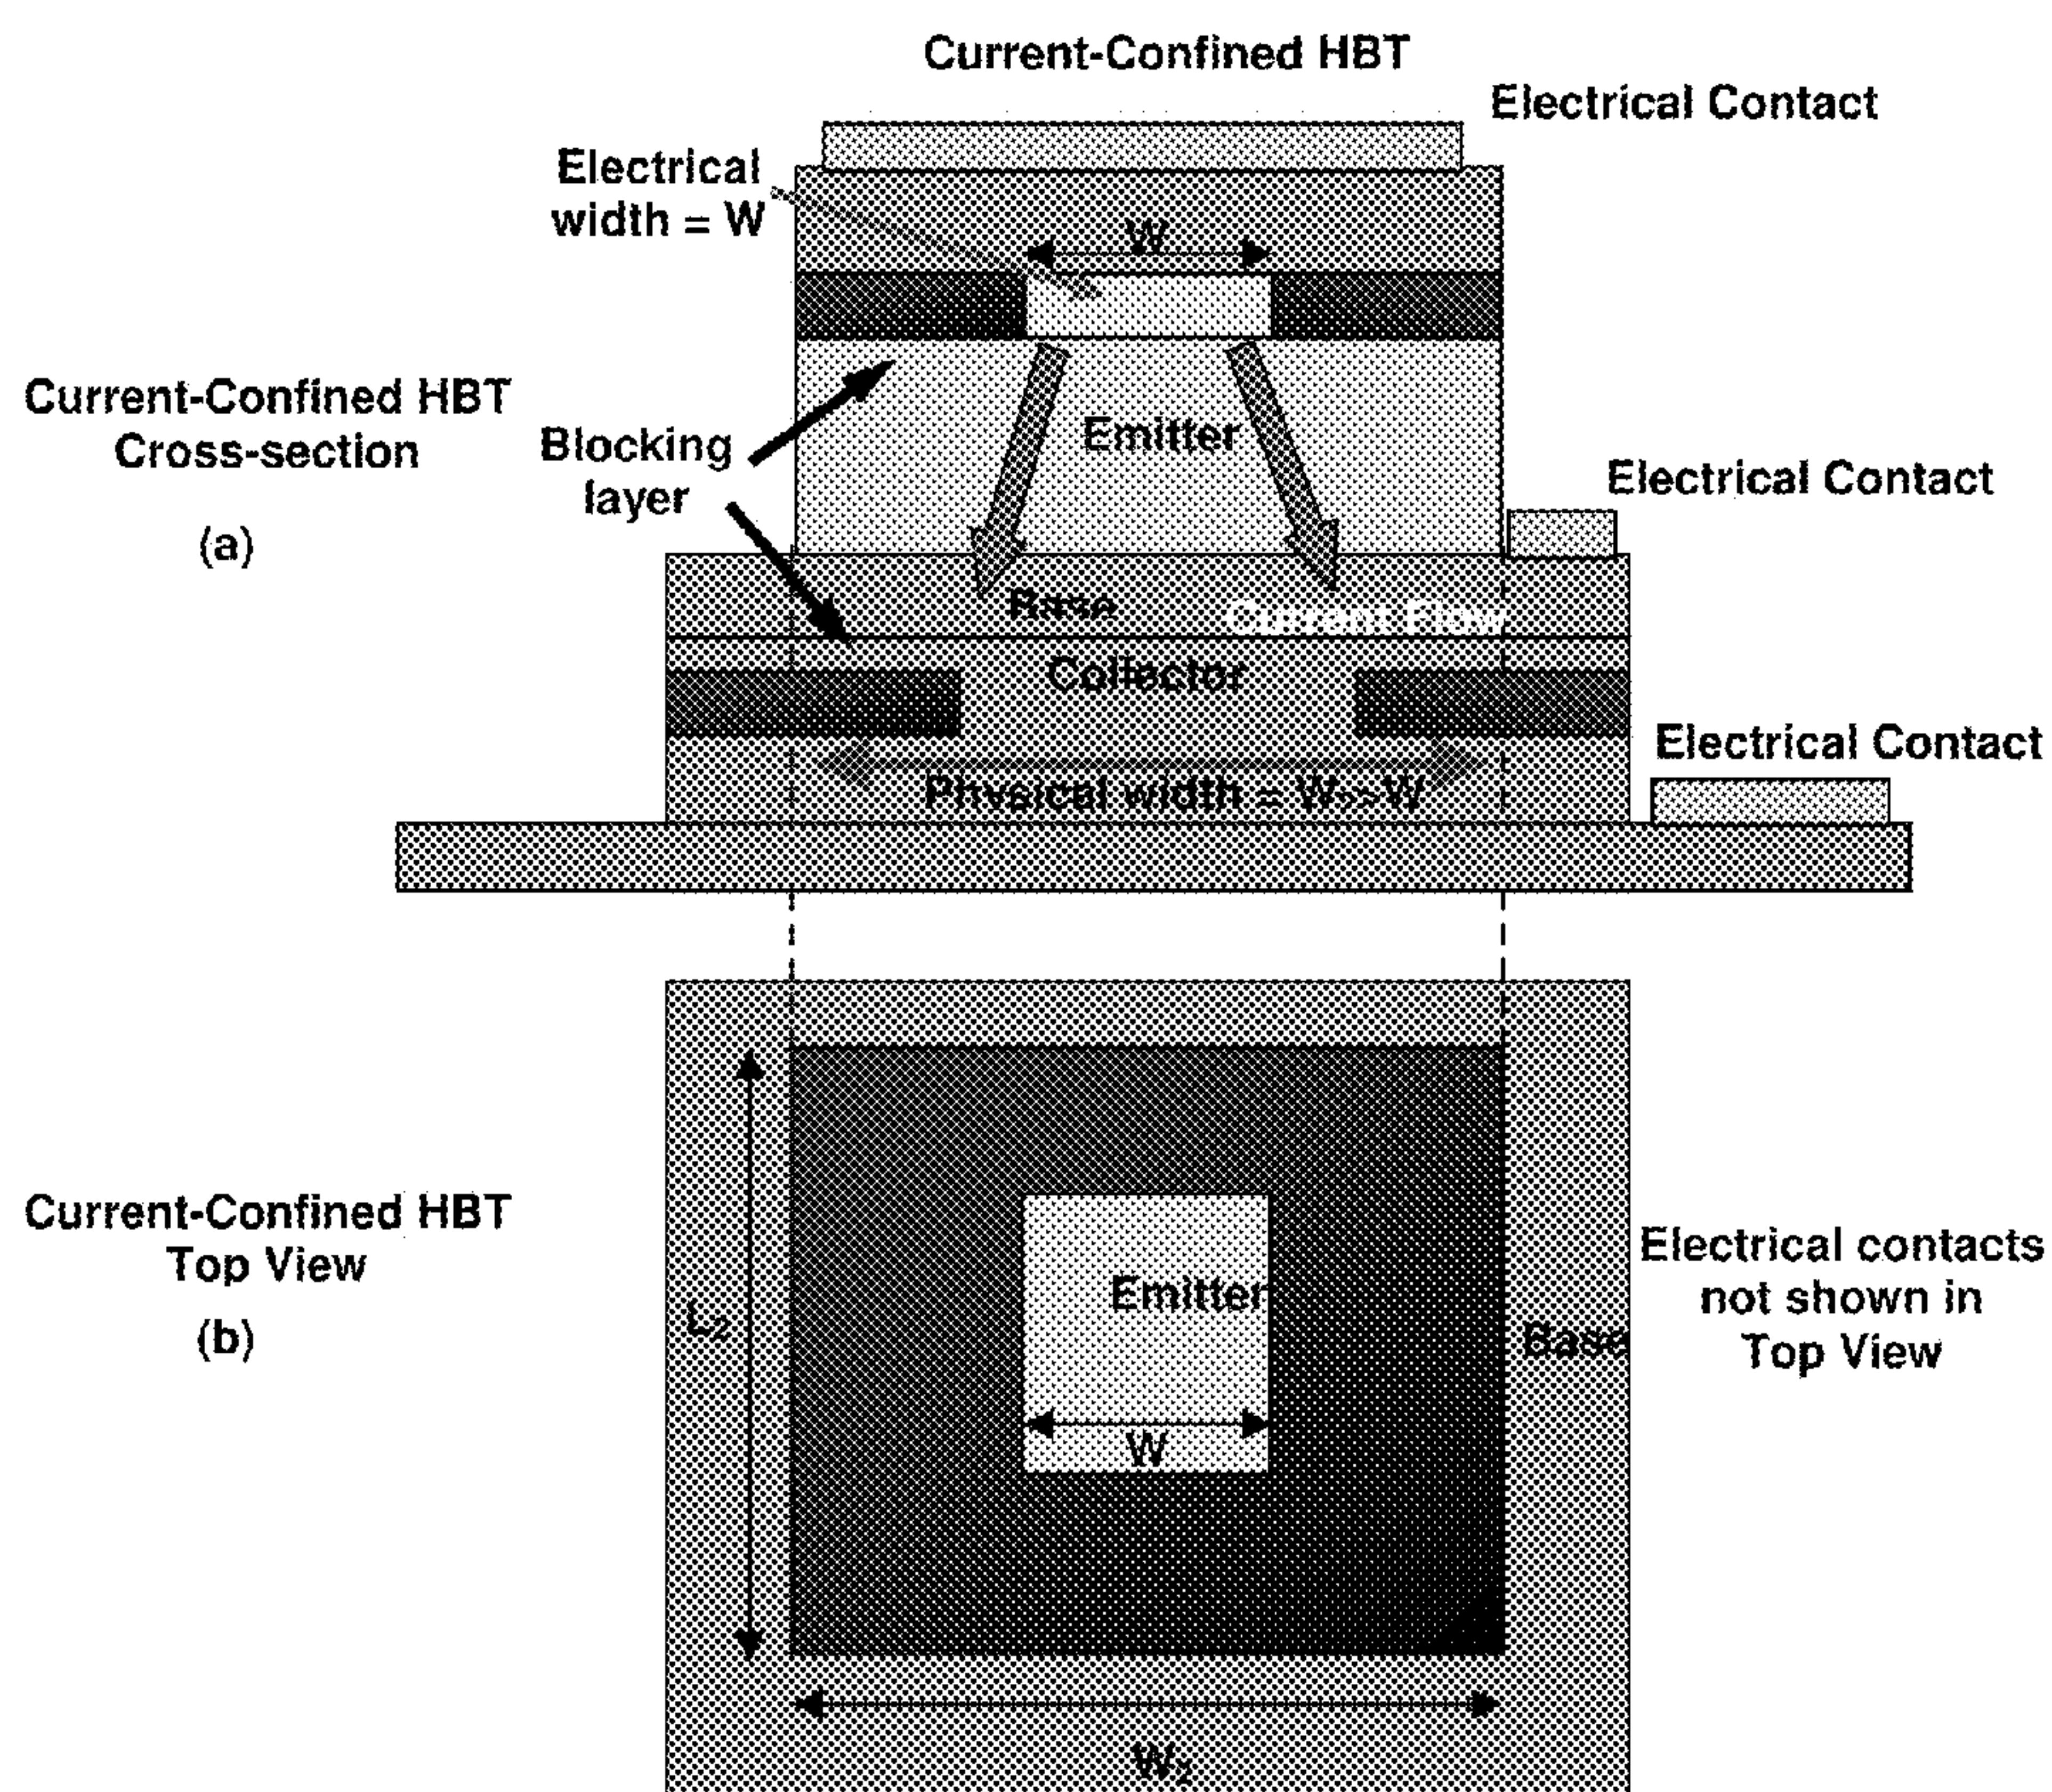 Current-Confined HBT
Electrical Contact
Electrical
width = W
W
Current-Confined HBT
Cross-section
(a)
Blocking
layer
Emitter
Electrical Contact
Base
Current Flow
Collector
Electrical Contact
Physical width = W₂>W
Current-Confined HBT
Top View
(b)
L₂
Emitter
W
Base
Electrical contacts
not shown in
Top View
W₂